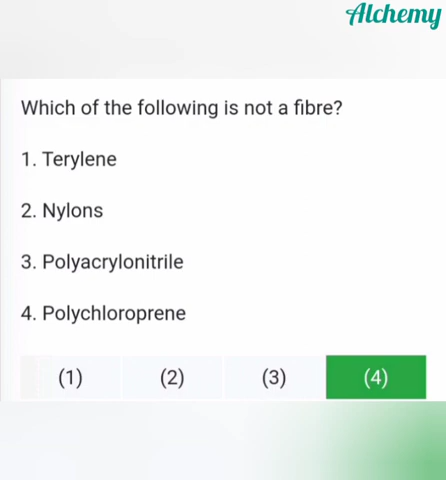 Alchemy
Which of the following is not a fibre?
1. Terylene
2. Nylons
3. Polyacrylonitrile
4. Polychloroprene
(1) (2) (3) (4)